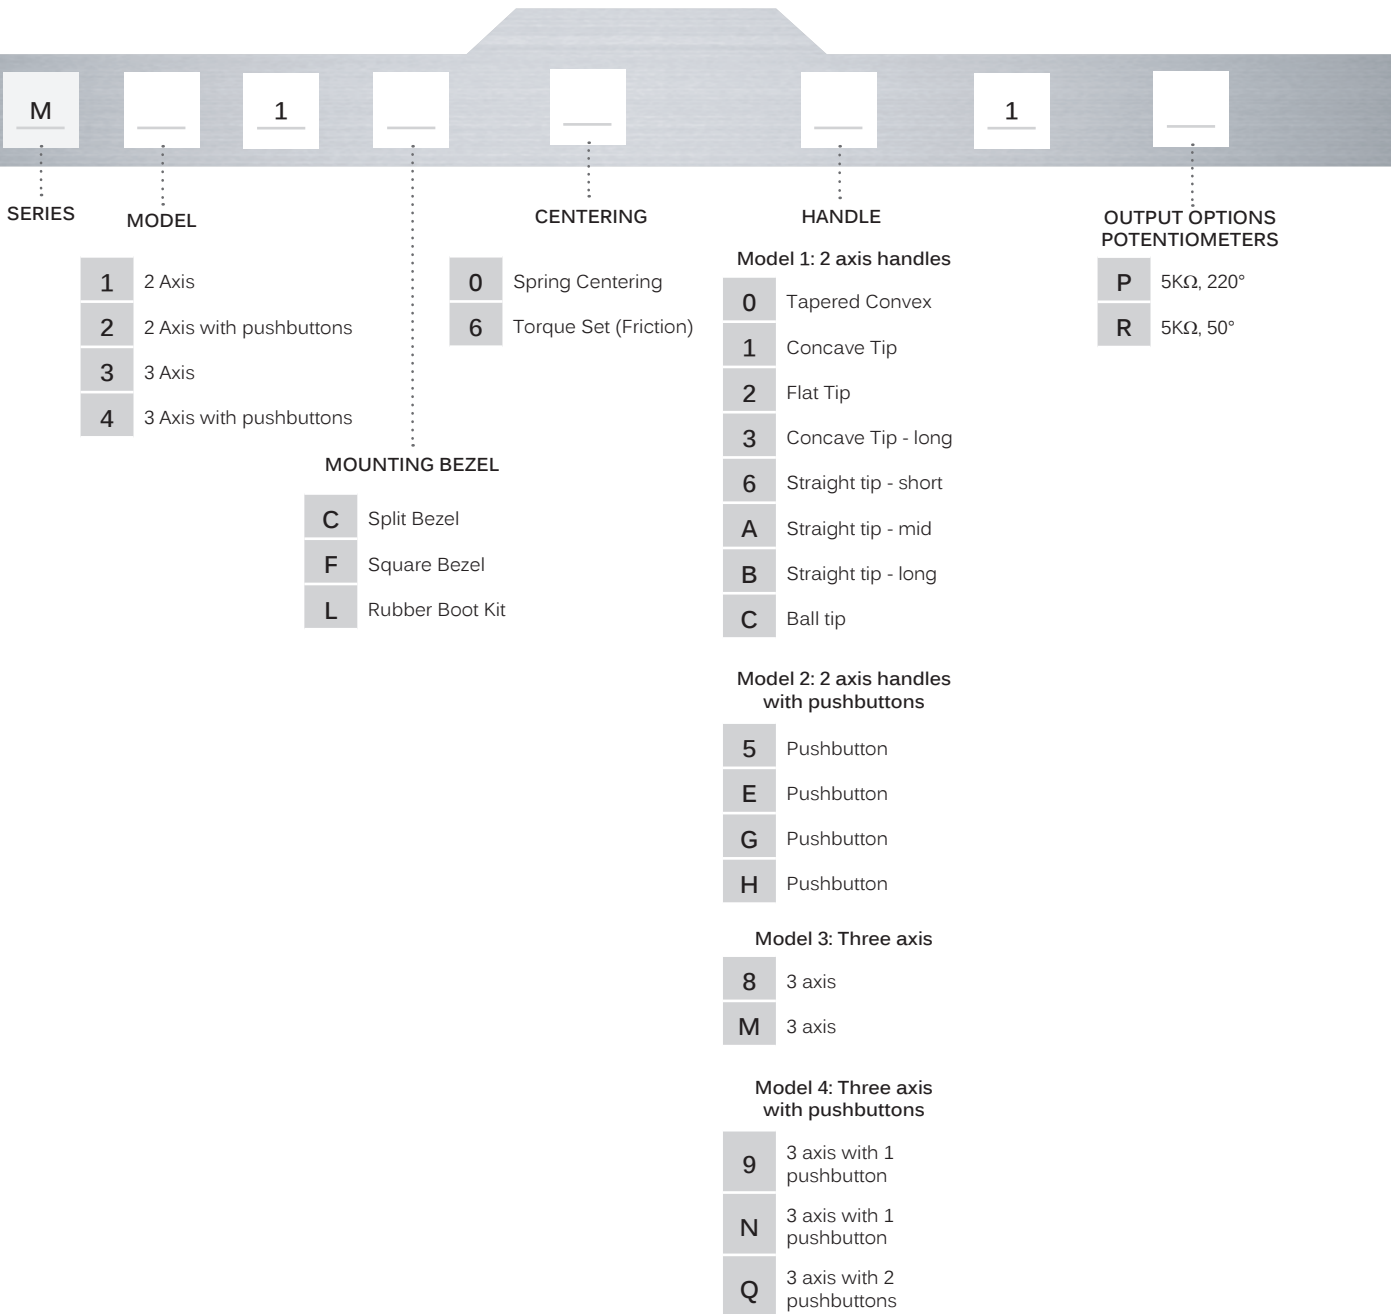 M 1 1
SERIES
MODEL
1 2 Axis
2 2 Axis with pushbuttons
3 3 Axis
4 3 Axis with pushbuttons
MOUNTING BEZEL
C Split Bezel
F Square Bezel
L Rubber Boot Kit
CENTERING
0 Spring Centering
6 Torque Set (Friction)
HANDLE
Model 1: 2 axis handles
0 Tapered Convex
1 Concave Tip
2 Flat Tip
3 Concave Tip - long
6 Straight tip - short
A Straight tip - mid
B Straight tip - long
C Ball tip
Model 2: 2 axis handles
with pushbuttons
5 Pushbutton
E Pushbutton
G Pushbutton
H Pushbutton
Model 3: Three axis
8 3 axis
M 3 axis
Model 4: Three axis
with pushbuttons
9 3 axis with 1
pushbutton
N 3 axis with 1
pushbutton
Q 3 axis with 2
pushbuttons
OUTPUT OPTIONS
POTENTIOMETERS
P 5KΩ, 220°
R 5KΩ, 50°